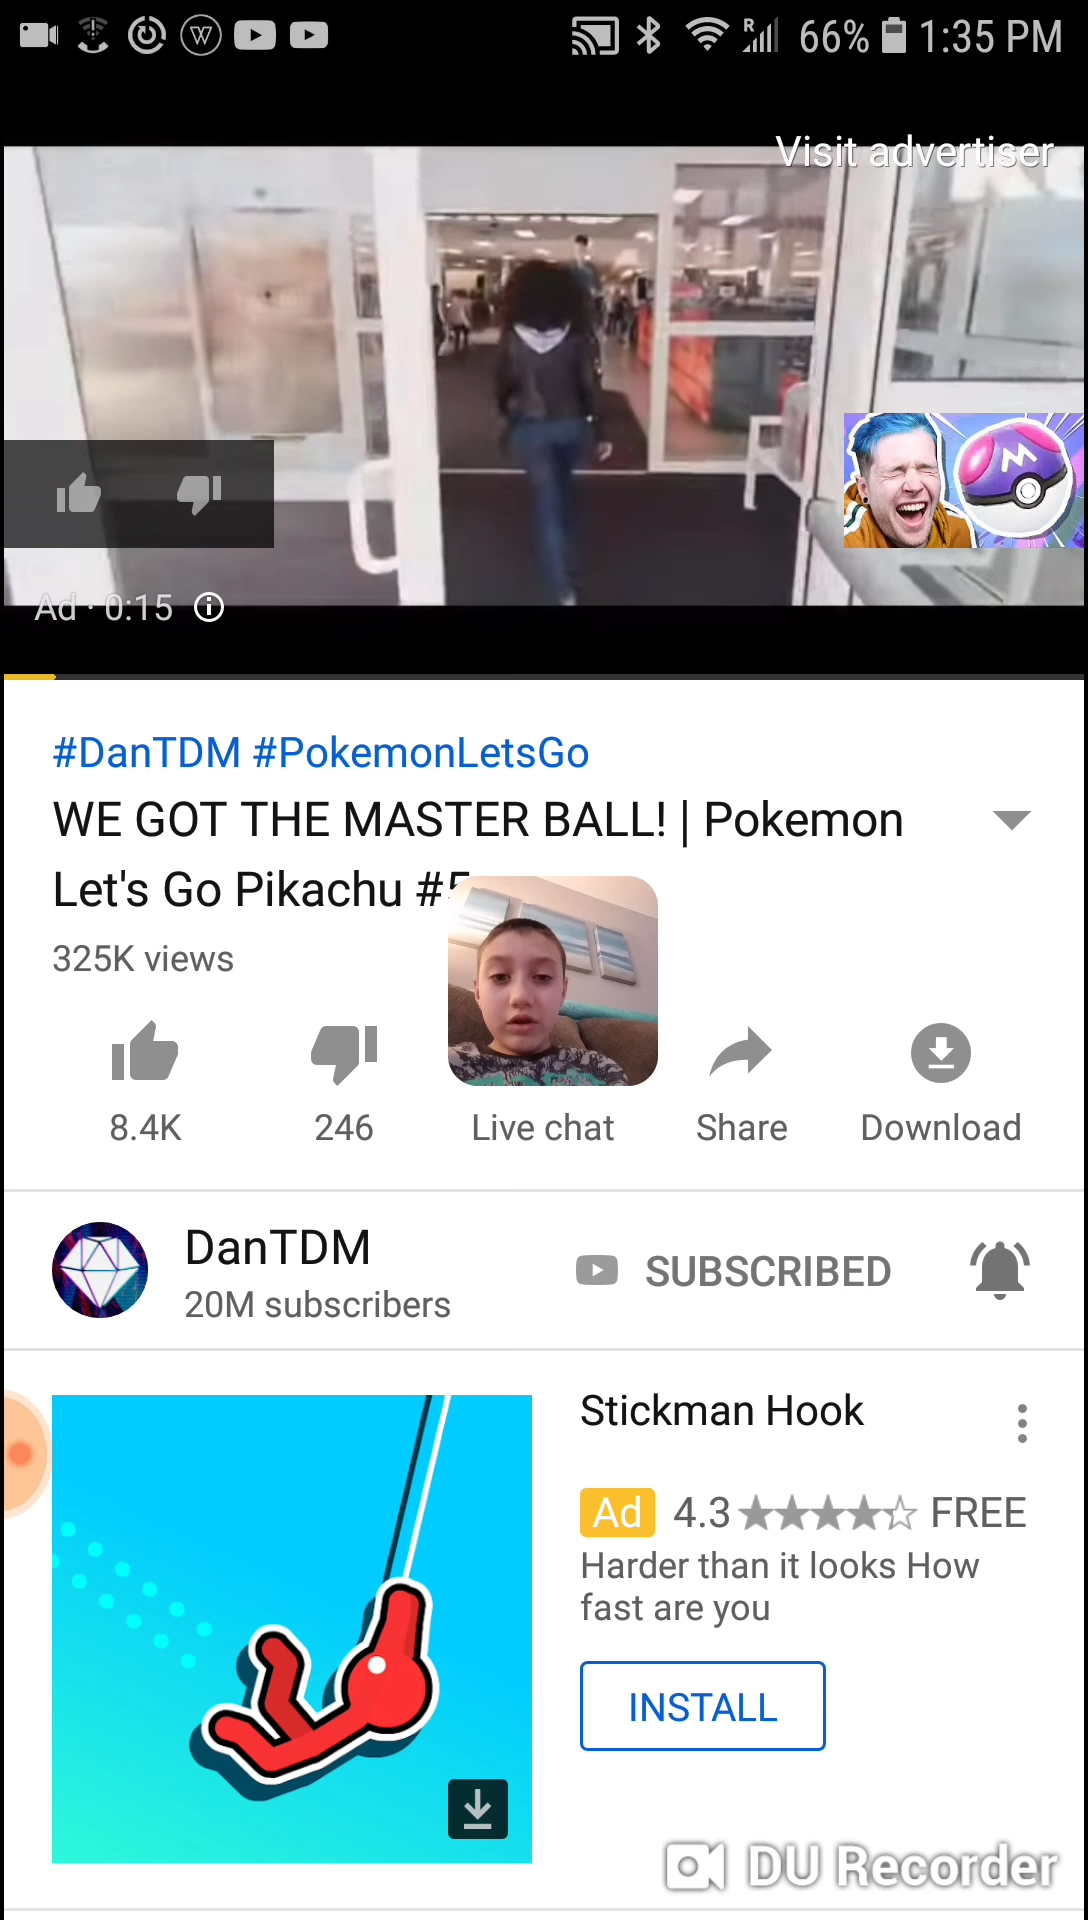 66% 1:35 PM
Visit advertiser
Ad · 0:15
#DanTDM #PokemonLetsGo
WE GOT THE MASTER BALL! | Pokemon
Let's Go Pikachu #5
325K views
8.4K 246 Live chat Share Download
DanTDM
20M subscribers
SUBSCRIBED
Stickman Hook
Ad 4.3 FREE
Harder than it looks How
fast are you
INSTALL
DU Recorder